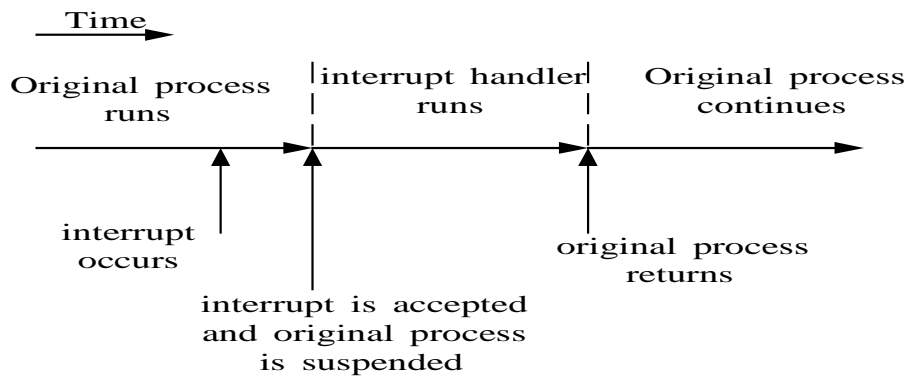 Time
Original process
runs
interrupt handler
runs
Original process
continues
interrupt
occurs
original process
returns
interrupt is accepted
and original process
is suspended